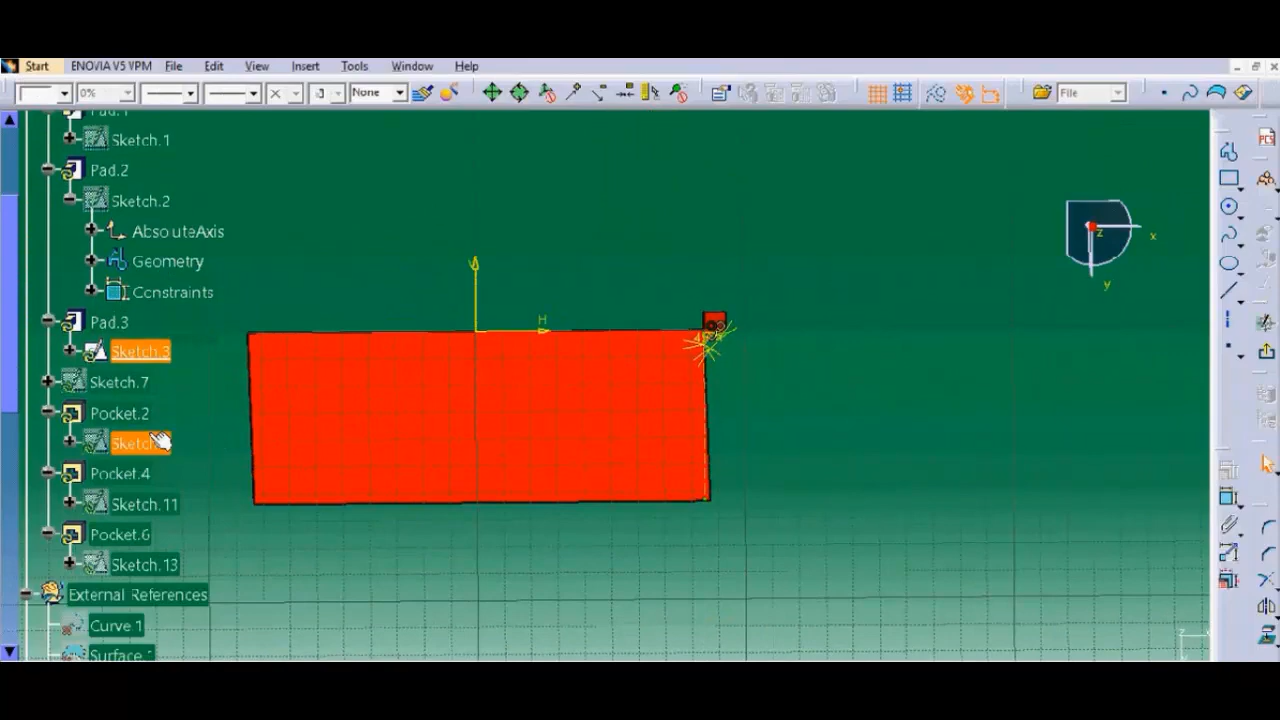 Start ENOVIA V5 VPM File Edit View Insert Tools Window Help
0% None File
Sketch.1
Pad.2
Sketch.2
AbsoluteAxis
Geometry
Constraints
Pad.3
Sketch.3
Sketch.7
Pocket.2
Pocket.4
Sketch.11
Pocket.6
Sketch.13
External References
Curve 1
V
H
x
y
z
PCS